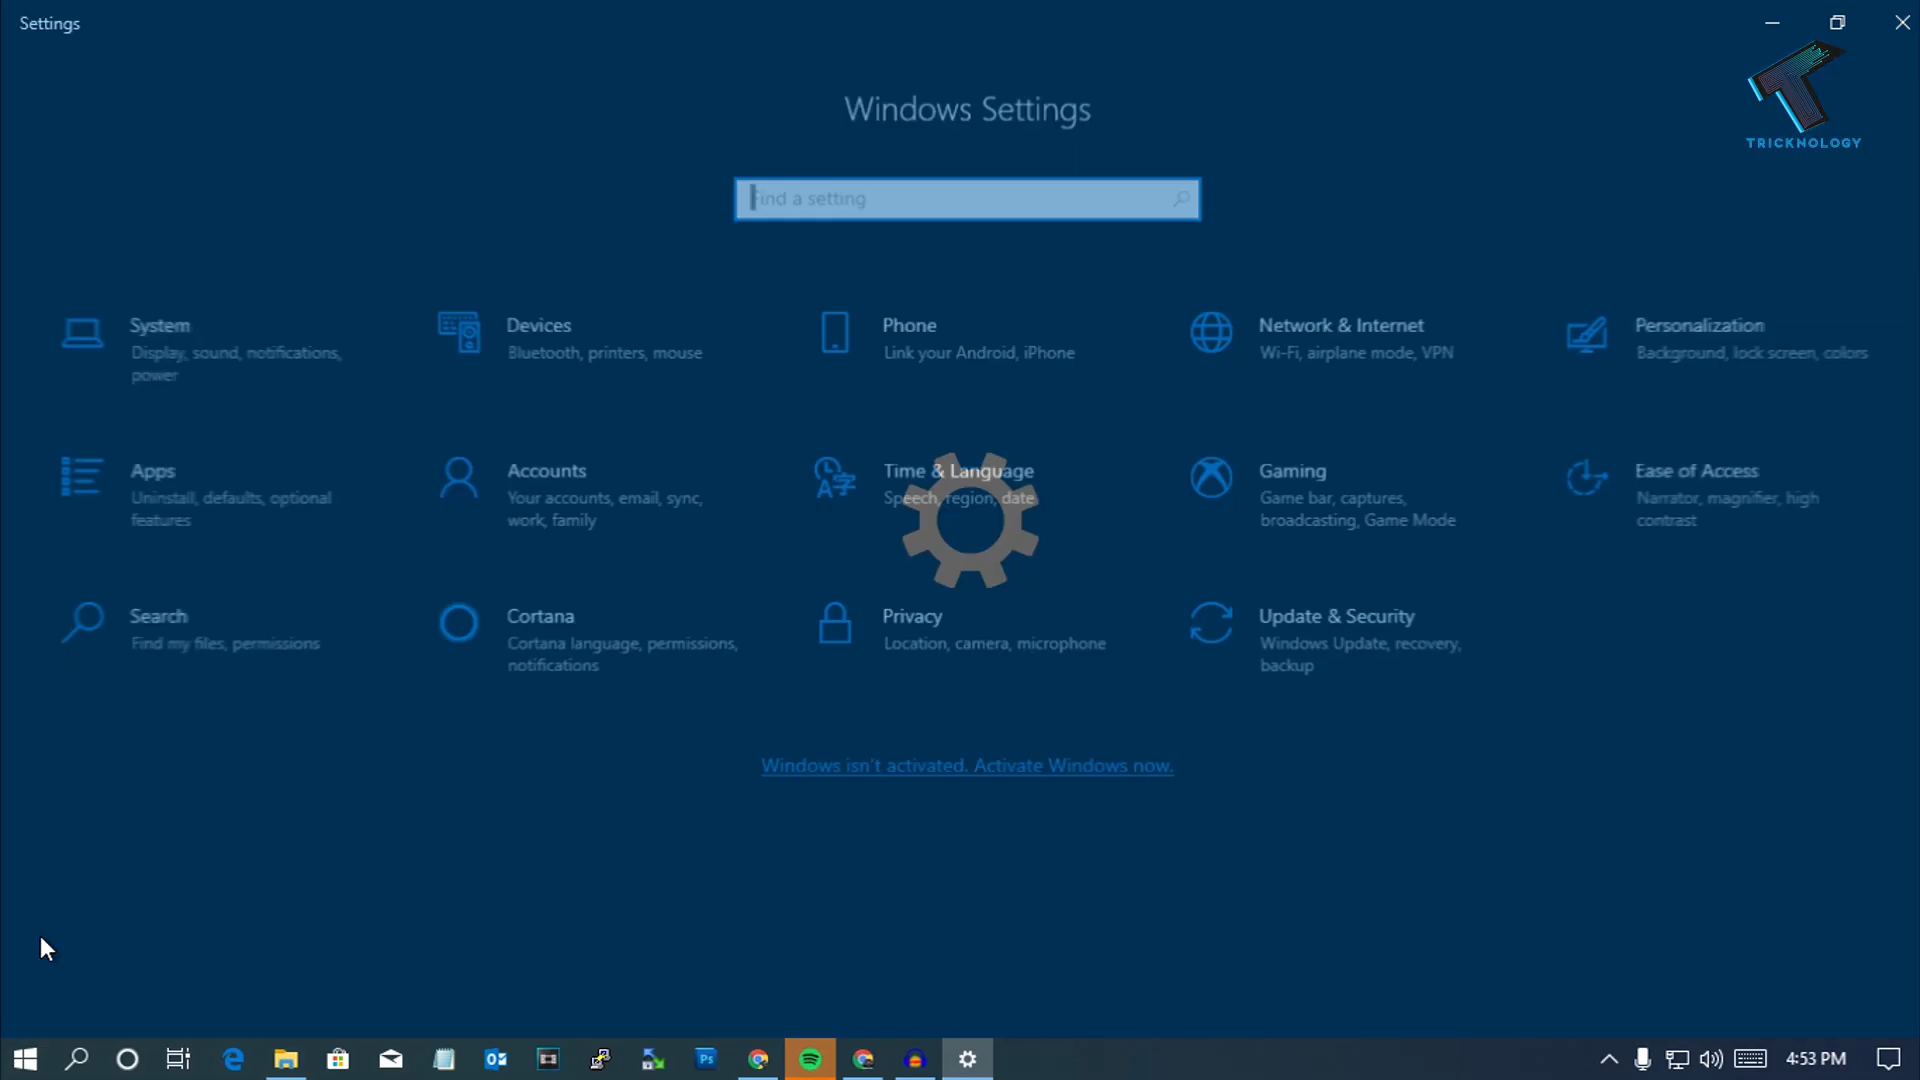 Settings
TRICKNOLOGY
Windows Settings
Find a setting
System
Display, sound, notifications,
power
Devices
Bluetooth, printers, mouse
Phone
Link your Android, iPhone
Network & Internet
Wi-Fi, airplane mode, VPN
Personalization
Background, lock screen, colors
Apps
Uninstall, defaults, optional
features
Accounts
Your accounts, email, sync,
work, family
Time & Language
Speech, region, date
Gaming
Game bar, captures,
broadcasting, Game Mode
Ease of Access
Narrator, magnifier, high
contrast
Search
Find my files, permissions
Cortana
Cortana language, permissions,
notifications
Privacy
Location, camera, microphone
Update & Security
Windows Update, recovery,
backup
Windows isn't activated. Activate Windows now.
Ps
4:53 PM